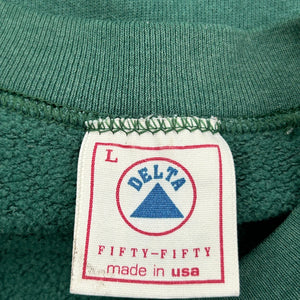 L
DELTA
FIFTY-FIFTY
made in usa